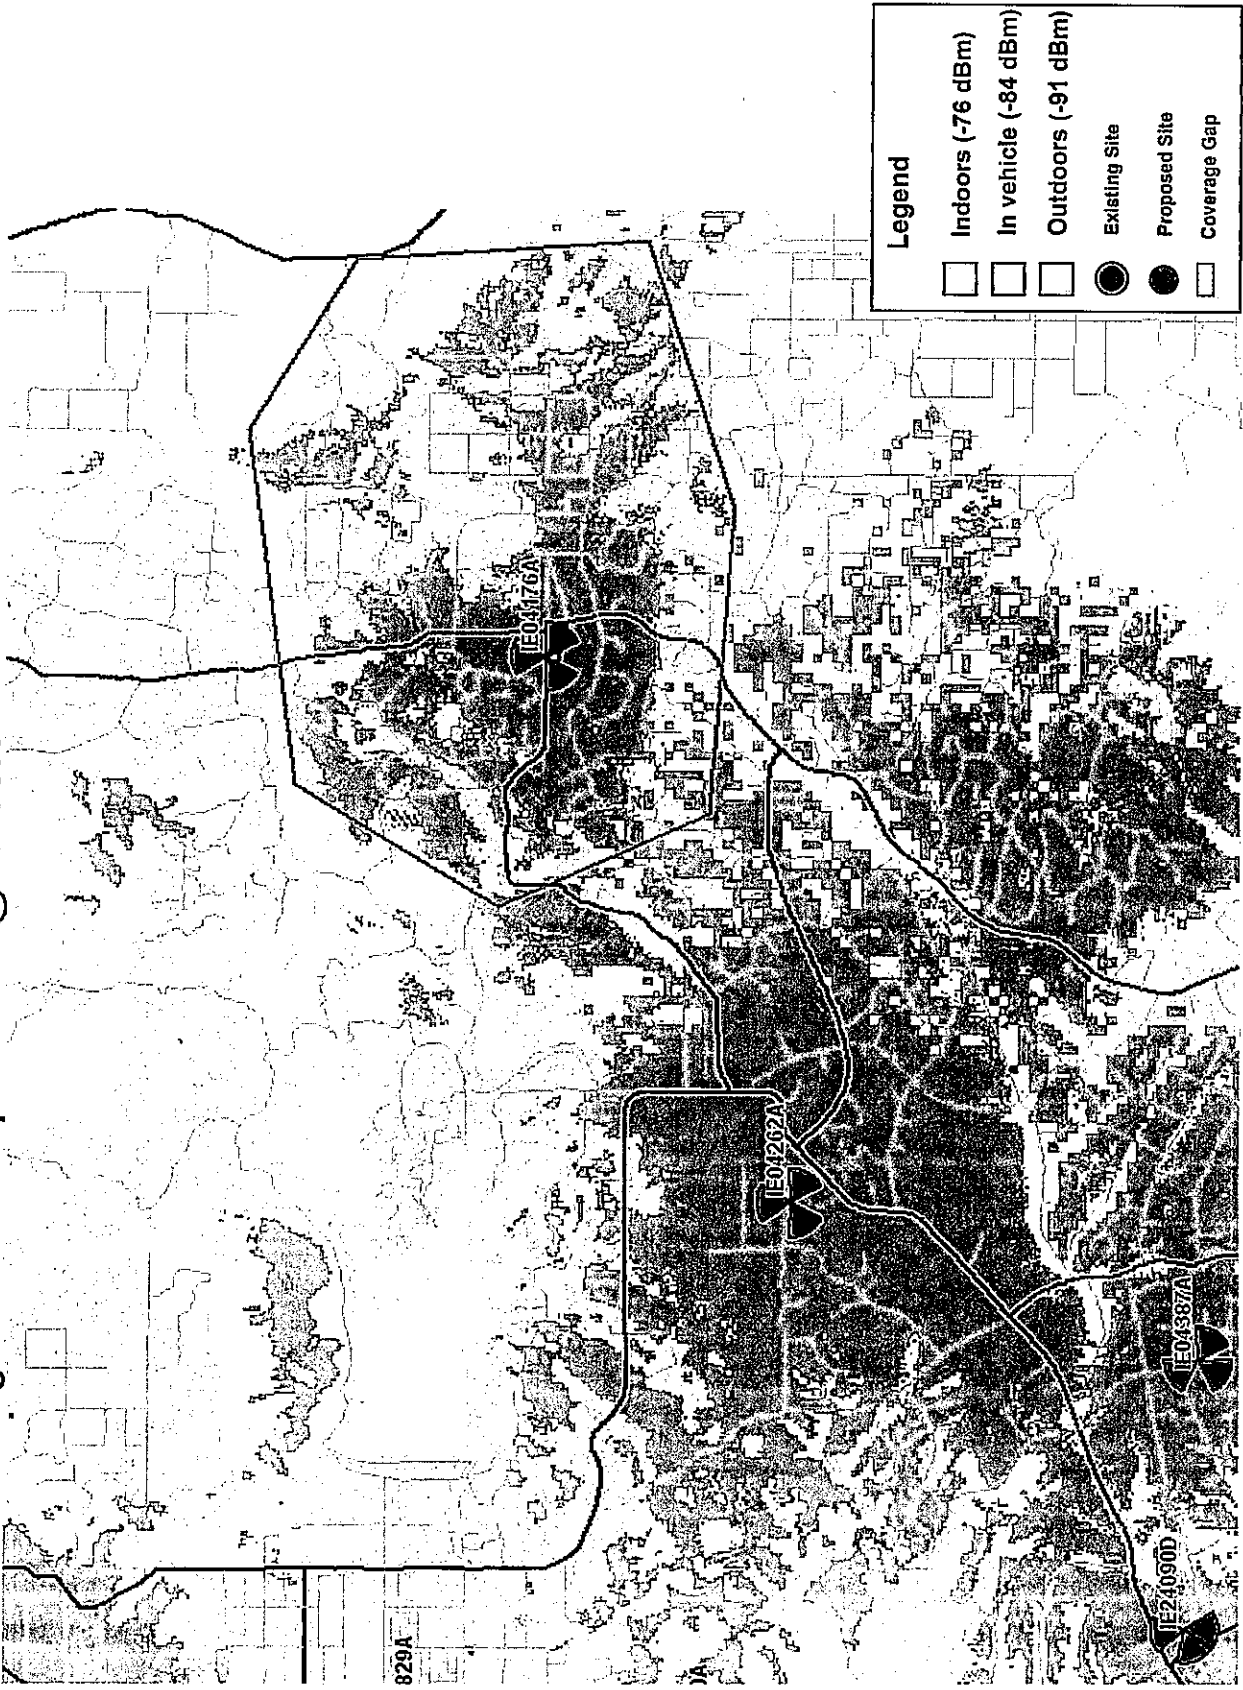 Legend
Indoors (-76 dBm)
In vehicle (-84 dBm)
Outdoors (-91 dBm)
Existing Site
Proposed Site
Coverage Gap
IE04176A
IE04262A
IE04387A
IE24090D
829A